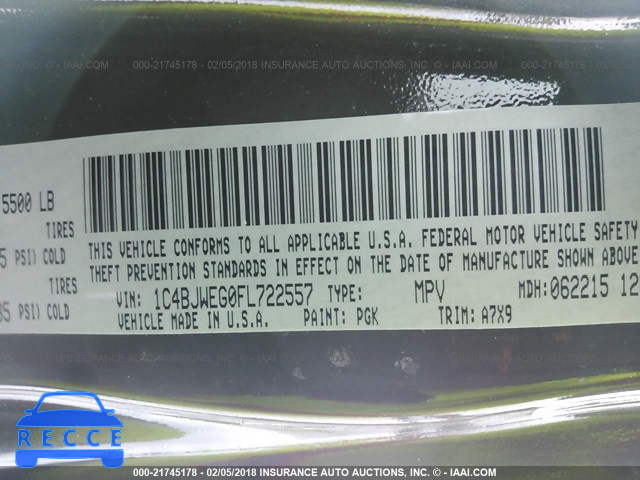 000-21745178 - 02/05/2018 INSURANCE AUTO AUCTIONS, INC. - © IAAI.COM
5500 LB
TIRES
5 PSI) COLD
TIRES
35 PSI) COLD
THIS VEHICLE CONFORMS TO ALL APPLICABLE U.S.A. FEDERAL MOTOR VEHICLE SAFETY
THEFT PREVENTION STANDARDS IN EFFECT ON THE DATE OF MANUFACTURE SHOWN ABOVE
VIN: 1C4BJWEG0FL722557 TYPE: MPV MDH: 062215 12
VEHICLE MADE IN U.S.A. PAINT: PGK TRIM: A7X9
RECCE
000-21745178 - 02/05/2018 INSURANCE AUTO AUCTIONS, INC. - © IAAI.COM